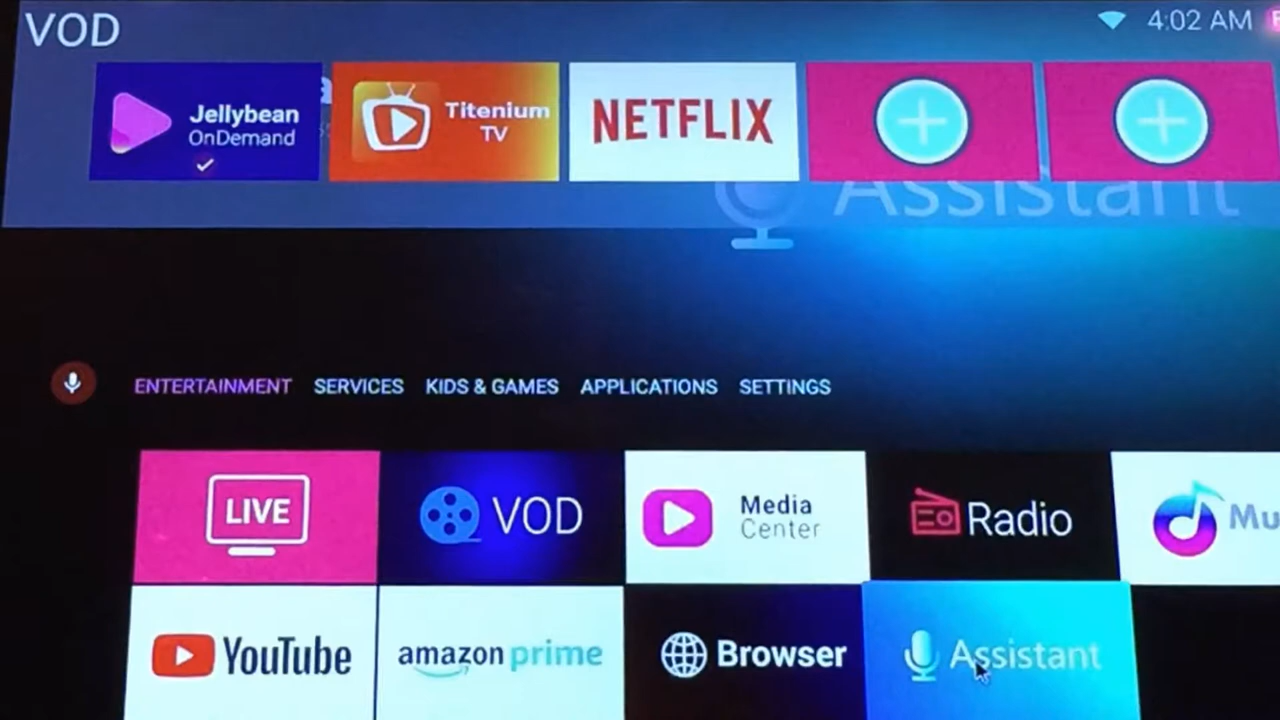 VOD
4:02 AM
Jellybean
OnDemand
Titenium
TV
NETFLIX
Assistant
ENTERTAINMENT SERVICES KIDS & GAMES APPLICATIONS SETTINGS
LIVE
VOD
Media
Center
Radio
Mu
YouTube
amazon prime
Browser
Assistant